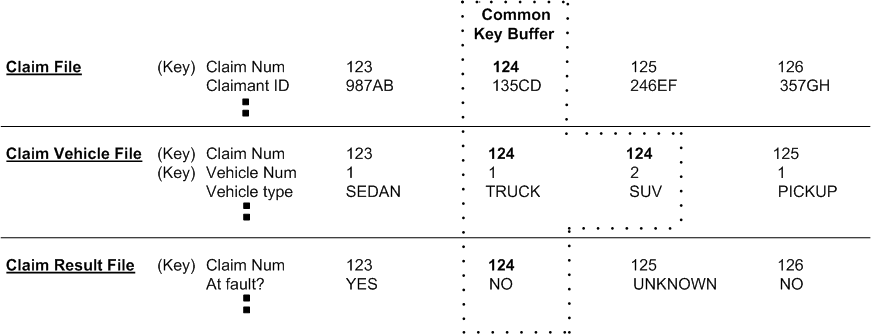 Common
Key Buffer
Claim File (Key) Claim Num 123 124 125 126
Claimant ID 987AB 135CD 246EF 357GH
Claim Vehicle File (Key) Claim Num 123 124 124 125
(Key) Vehicle Num 1 1 2 1
Vehicle type SEDAN TRUCK SUV PICKUP
Claim Result File (Key) Claim Num 123 124 125 126
At fault? YES NO UNKNOWN NO